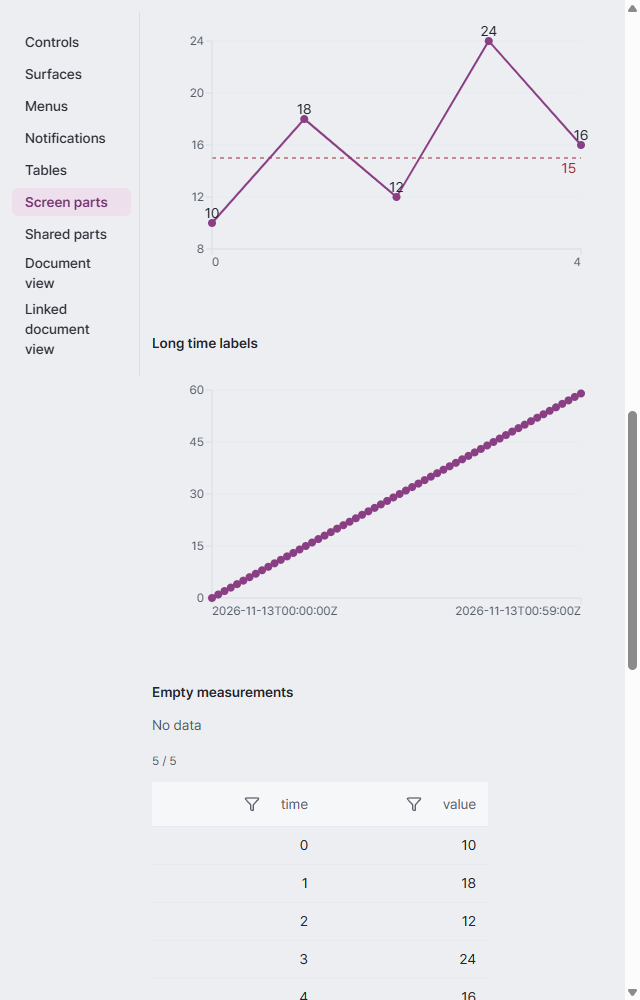 Controls
Surfaces
Menus
Notifications
Tables
Screen parts
Shared parts
Document
view
Linked
document
view
24
20
16
12
8
10
18
12
24
16
15
0
4
Long time labels
60
45
30
15
0
2026-11-13T00:00:00Z
2026-11-13T00:59:00Z
Empty measurements
No data
5 / 5
time value
0 10
1 18
2 12
3 24
4 16